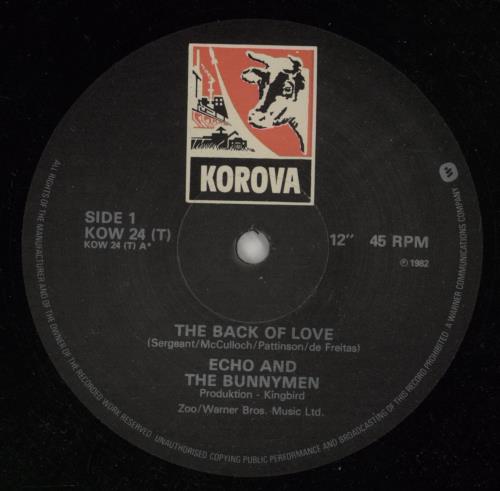 KOROVA
SIDE 1
KOW 24 (T)
KOW 24 (T) A*
12" 45 RPM
℗ 1982
THE BACK OF LOVE
(Sergeant/McCulloch/Pattinson/de Freitas)
ECHO AND
THE BUNNYMEN
Produktion - Kingbird
Zoo/Warner Bros. Music Ltd.
ALL RIGHTS OF THE MANUFACTURER AND OF THE OWNER OF THE RECORDED WORK RESERVED. UNAUTHORISED COPYING PUBLIC PERFORMANCE AND BROADCASTING OF THIS RECORD PROHIBITED. A WARNER COMMUNICATIONS COMPANY